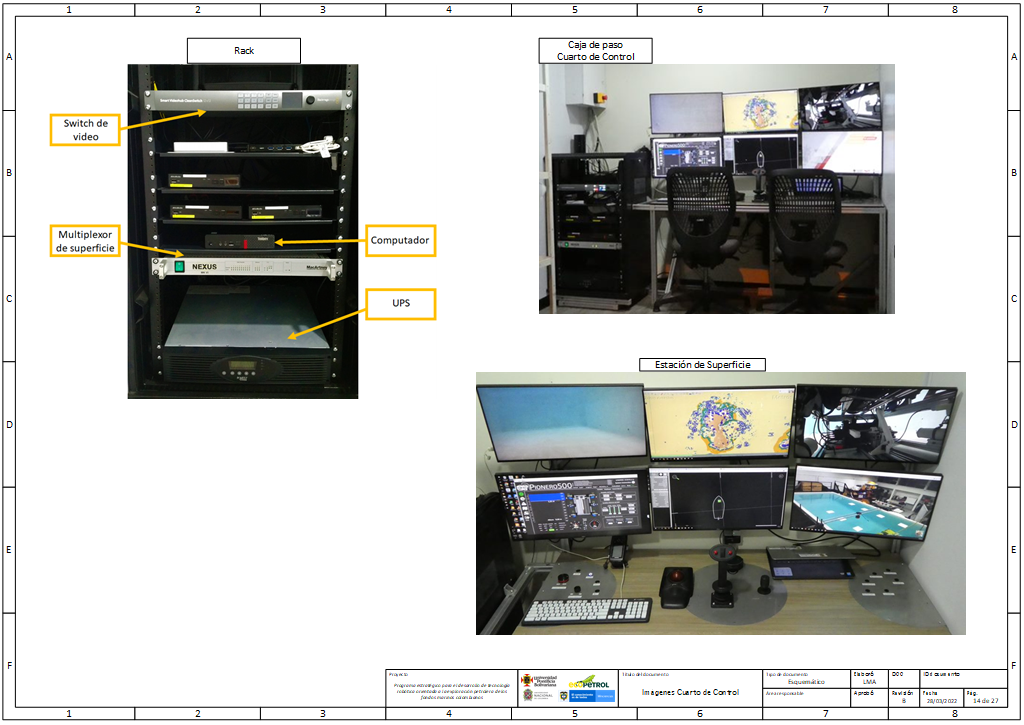 1 2 3 4 5 6 7 8
A A
B B
C C
D D
E E
F F
Rack
Switch de
video
Multiplexor
de superficie
Computador
UPS
NEXUS
Caja de paso
Cuarto de Control
Estación de Superficie
PIONERO500
Proyecto
Programa estratégico para el desarrollo de tecnología
robótica orientada a la exploración petrolera de los
fondos marinos colombianos
Universidad
Pontificia
Bolivariana
ecoPETROL
NACIONAL
Título del documento
Imagenes Cuarto de Control
Tipo de documento
Esquemático
Área responsable
Elaboró
LMA
Aprobó
DCC
ID documento
Revisión
B
Fecha
28/03/2022
Pág.
14 de 27
1 2 3 4 5 6 7 8